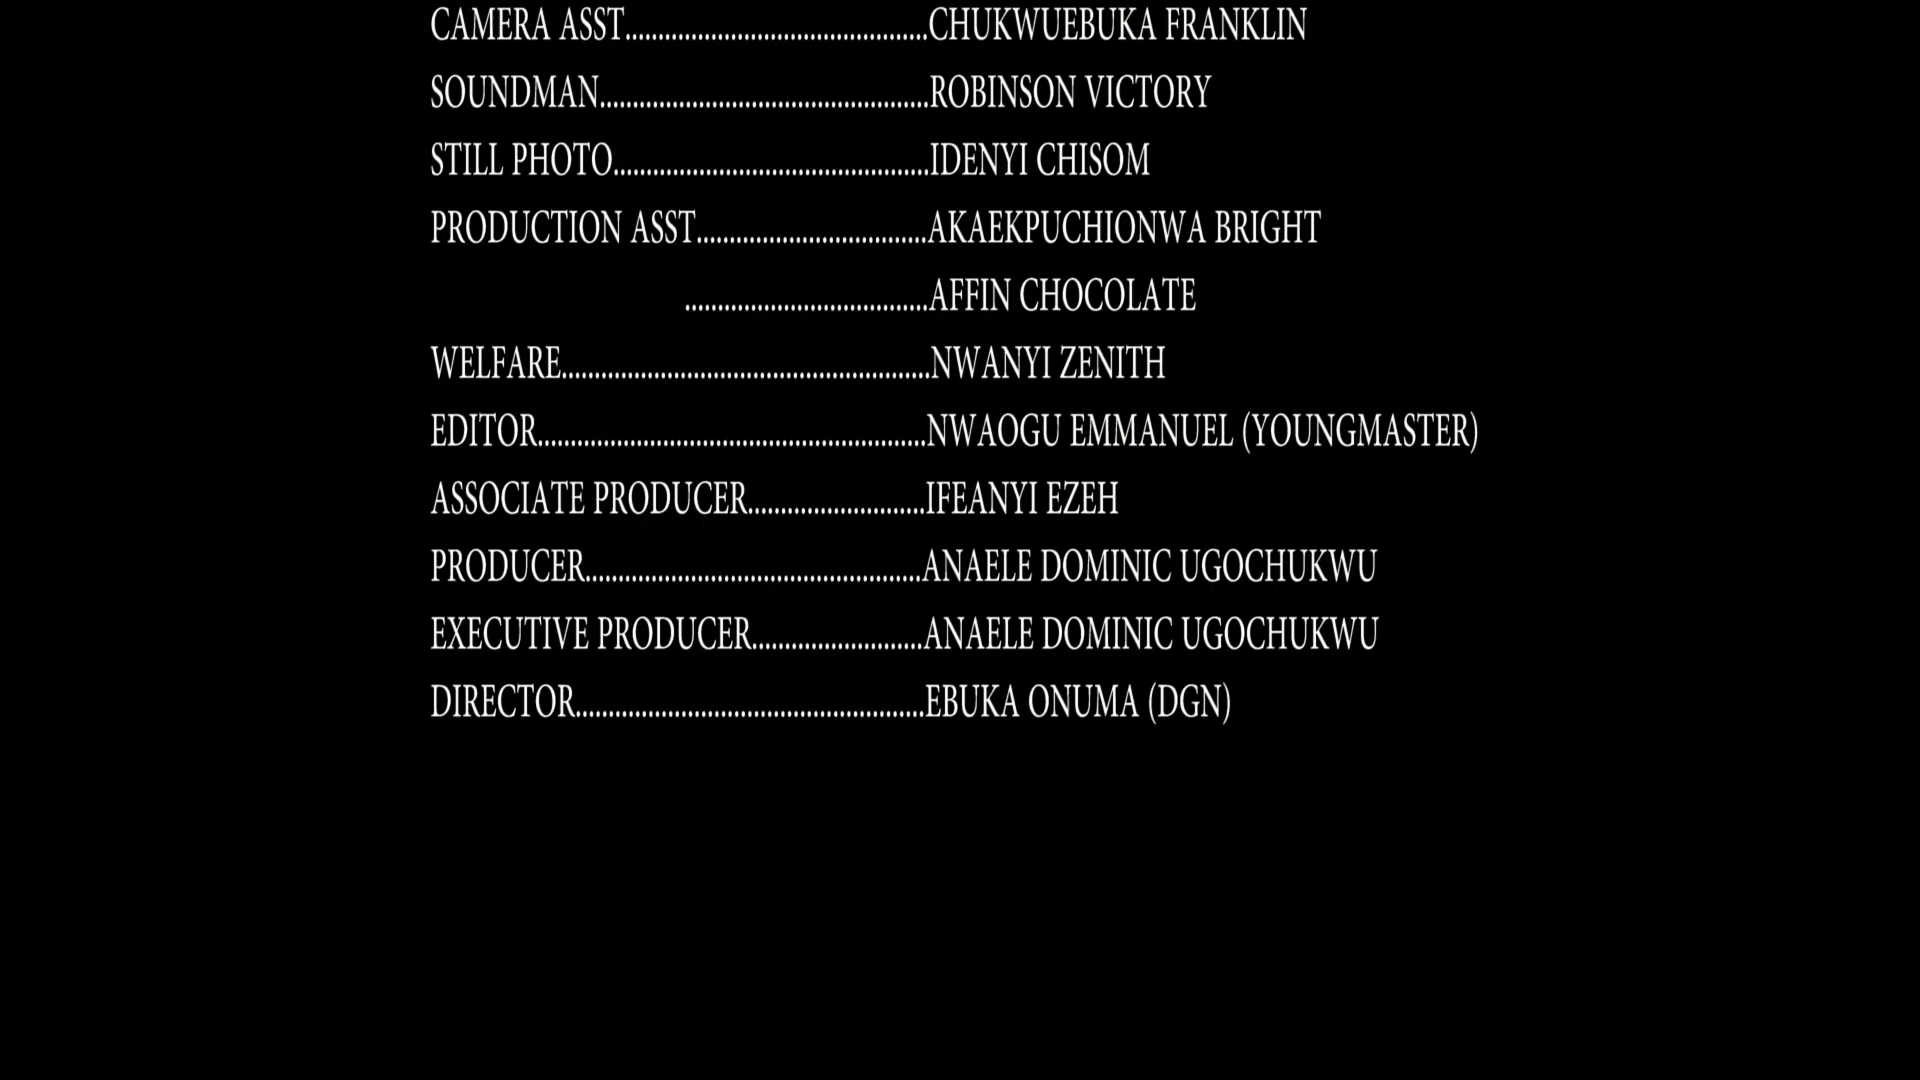 CAMERA ASST..............................................CHUKWUEBUKA FRANKLIN
SOUNDMAN..................................................ROBINSON VICTORY
STILL PHOTO................................................IDENYI CHISOM
PRODUCTION ASST...................................AKAEKPUCHIONWA BRIGHT
.....................................AFFIN CHOCOLATE
WELFARE........................................................NWANYI ZENITH
EDITOR...........................................................NWAOGU EMMANUEL (YOUNGMASTER)
ASSOCIATE PRODUCER...........................IFEANYI EZEH
PRODUCER...................................................ANAELE DOMINIC UGOCHUKWU
EXECUTIVE PRODUCER..........................ANAELE DOMINIC UGOCHUKWU
DIRECTOR.....................................................EBUKA ONUMA (DGN)